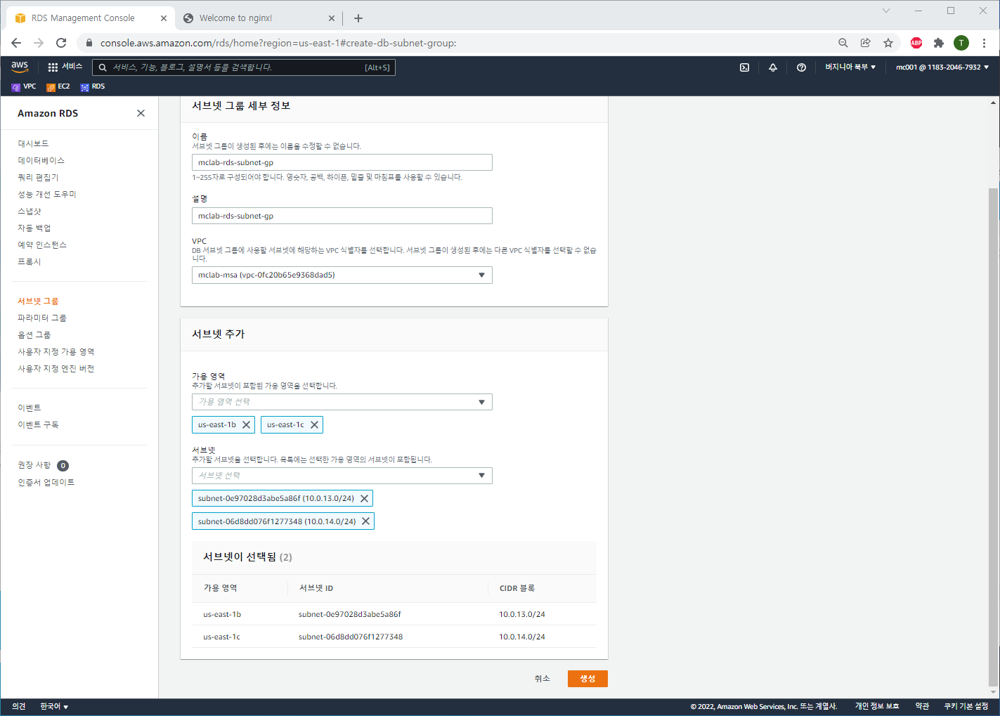 RDS Management Console
Welcome to nginx!
console.aws.amazon.com/rds/home?region=us-east-1#create-db-subnet-group:
ABP
T
aws
서비스
서비스, 기능, 블로그, 설명서 등을 검색합니다.
[Alt+S]
버지니아 북부
mc001 @ 1183-2046-7932
VPC
EC2
RDS
Amazon RDS
대시보드
데이터베이스
쿼리 편집기
성능 개선 도우미
스냅샷
자동 백업
예약 인스턴스
프록시
서브넷 그룹
파라미터 그룹
옵션 그룹
사용자 지정 가용 영역
사용자 지정 엔진 버전
이벤트
이벤트 구독
권장 사항 0
인증서 업데이트
서브넷 그룹 세부 정보
이름
서브넷 그룹이 생성된 후에는 이름을 수정할 수 없습니다.
mclab-rds-subnet-gp
1~255자로 구성되어야 합니다. 영숫자, 공백, 하이픈, 밑줄 및 마침표를 사용할 수 있습니다.
설명
mclab-rds-subnet-gp
VPC
DB 서브넷 그룹에 사용할 서브넷에 해당하는 VPC 식별자를 선택합니다. 서브넷 그룹이 생성된 후에는 다른 VPC 식별자를 선택할 수 없습
니다.
mclab-msa (vpc-0fc20b65e9368dad5)
서브넷 추가
가용 영역
추가할 서브넷이 포함된 가용 영역을 선택합니다.
가용 영역 선택
us-east-1b
us-east-1c
서브넷
추가할 서브넷을 선택합니다. 목록에는 선택한 가용 영역의 서브넷이 포함됩니다.
서브넷 선택
subnet-0e97028d3abe5a86f (10.0.13.0/24)
subnet-06d8dd076f1277348 (10.0.14.0/24)
서브넷이 선택됨 (2)
가용 영역
서브넷 ID
CIDR 블록
us-east-1b
subnet-0e97028d3abe5a86f
10.0.13.0/24
us-east-1c
subnet-06d8dd076f1277348
10.0.14.0/24
취소
생성
의견
한국어
© 2022, Amazon Web Services, Inc. 또는 계열사.
개인 정보 보호
약관
쿠키 기본 설정